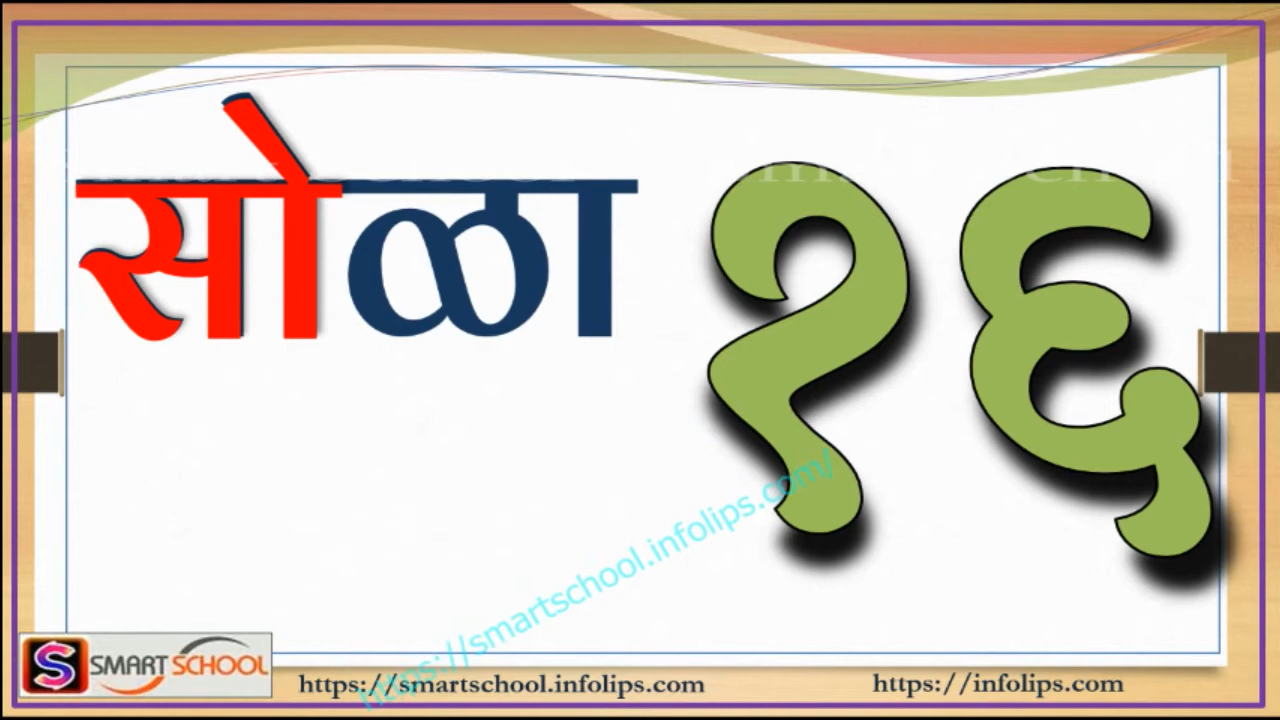 सोळा १६
https://smartschool.infolips.com/
SMART SCHOOL
https://smartschool.infolips.com
https://infolips.com